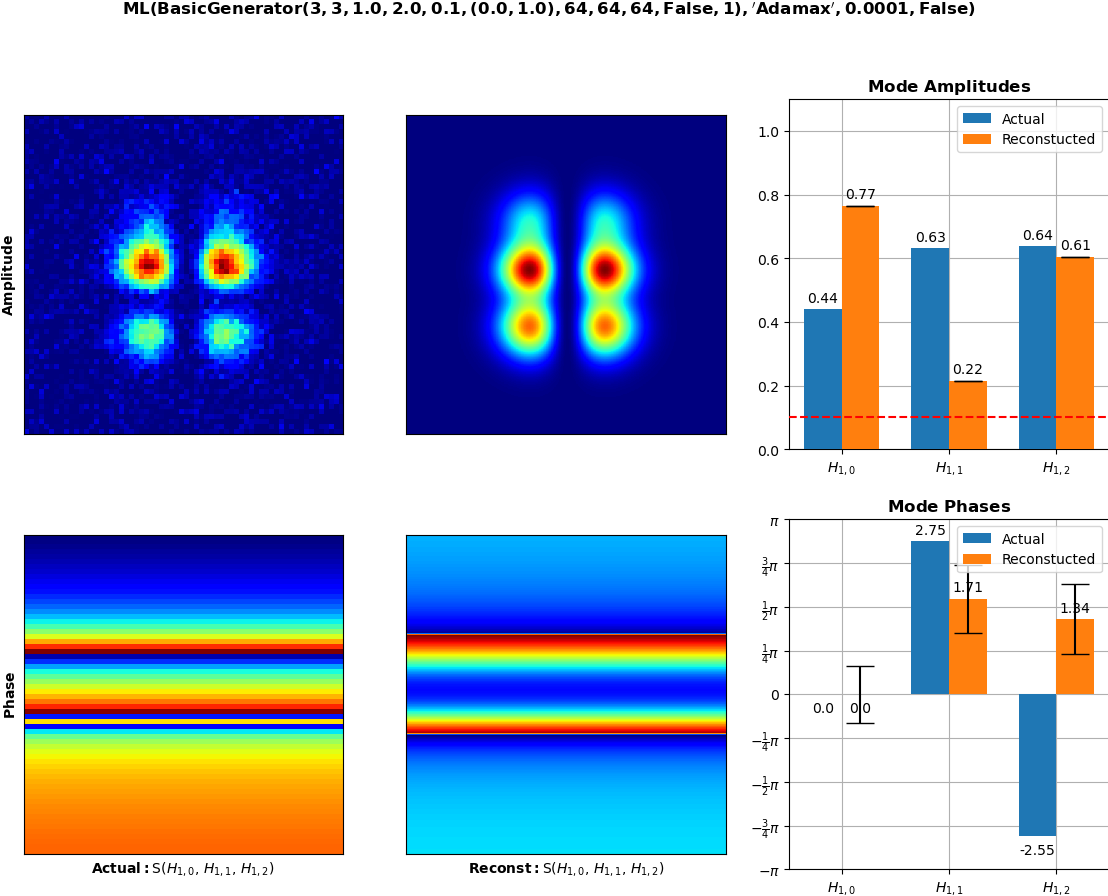 ML(BasicGenerator(3, 3, 1.0, 2.0, 0.1, (0.0, 1.0), 64, 64, 64, False, 1), ′Adamax′, 0.0001, False)
Amplitude
Mode Amplitudes
Actual
Reconstucted
1.0
0.8
0.6
0.4
0.2
0.0
0.44
0.77
0.63
0.22
0.64
0.61
H1,0
H1,1
H1,2
Phase
Actual: S(H1,0, H1,1, H1,2)
Reconst: S(H1,0, H1,1, H1,2)
Mode Phases
Actual
Reconstucted
π
3/4π
1/2π
1/4π
0
−1/4π
−1/2π
−3/4π
−π
0.0
0.0
2.75
1.71
-2.55
1.34
H1,0
H1,1
H1,2